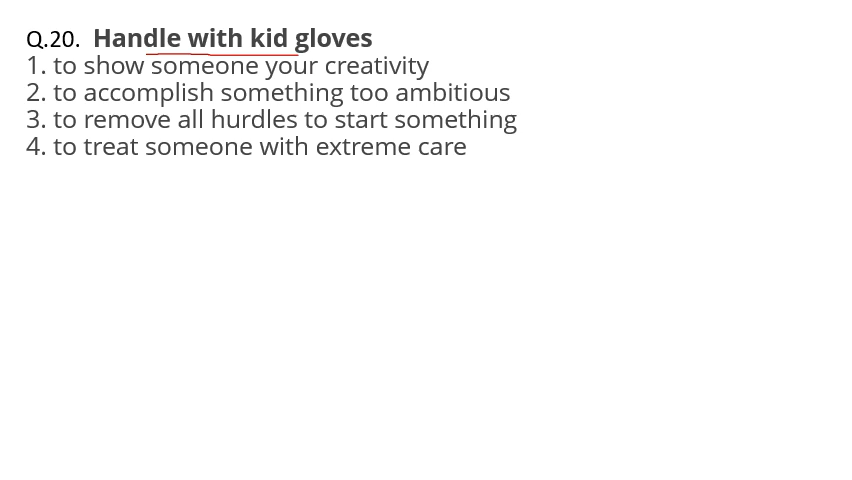 Q.20. Handle with kid gloves
1. to show someone your creativity
2. to accomplish something too ambitious
3. to remove all hurdles to start something
4. to treat someone with extreme care